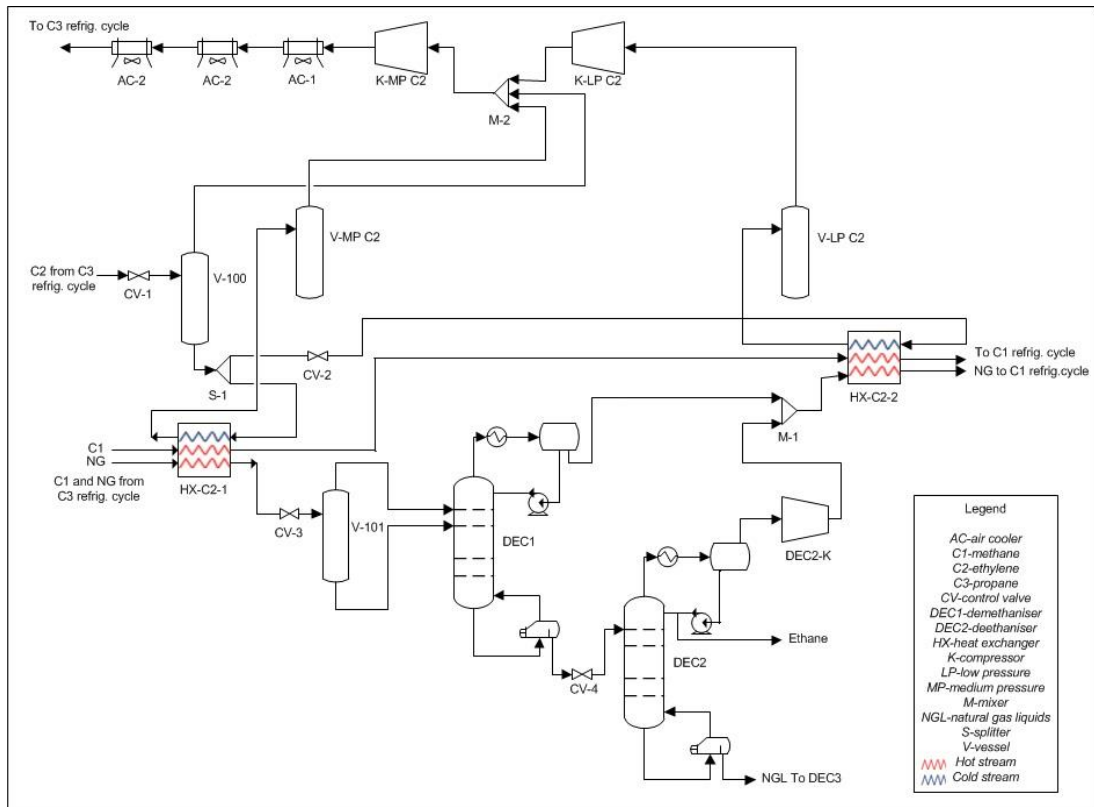 To C3 refrig. cycle
AC-2
AC-2
AC-1
K-MP C2
K-LP C2
M-2
V-MP C2
V-LP C2
C2 from C3
refrig. cycle
CV-1
V-100
CV-2
S-1
To C1 refrig. cycle
NG to C1 refrig.cycle
HX-C2-2
M-1
C1
NG
C1 and NG from
C3 refrig. cycle
HX-C2-1
CV-3
V-101
DEC1
DEC2-K
CV-4
DEC2
Ethane
NGL To DEC3
Legend
AC-air cooler
C1-methane
C2-ethylene
C3-propane
CV-control valve
DEC1-demethaniser
DEC2-deethaniser
HX-heat exchanger
K-compressor
LP-low pressure
MP-medium pressure
M-mixer
NGL-natural gas liquids
S-splitter
V-vessel
Hot stream
Cold stream